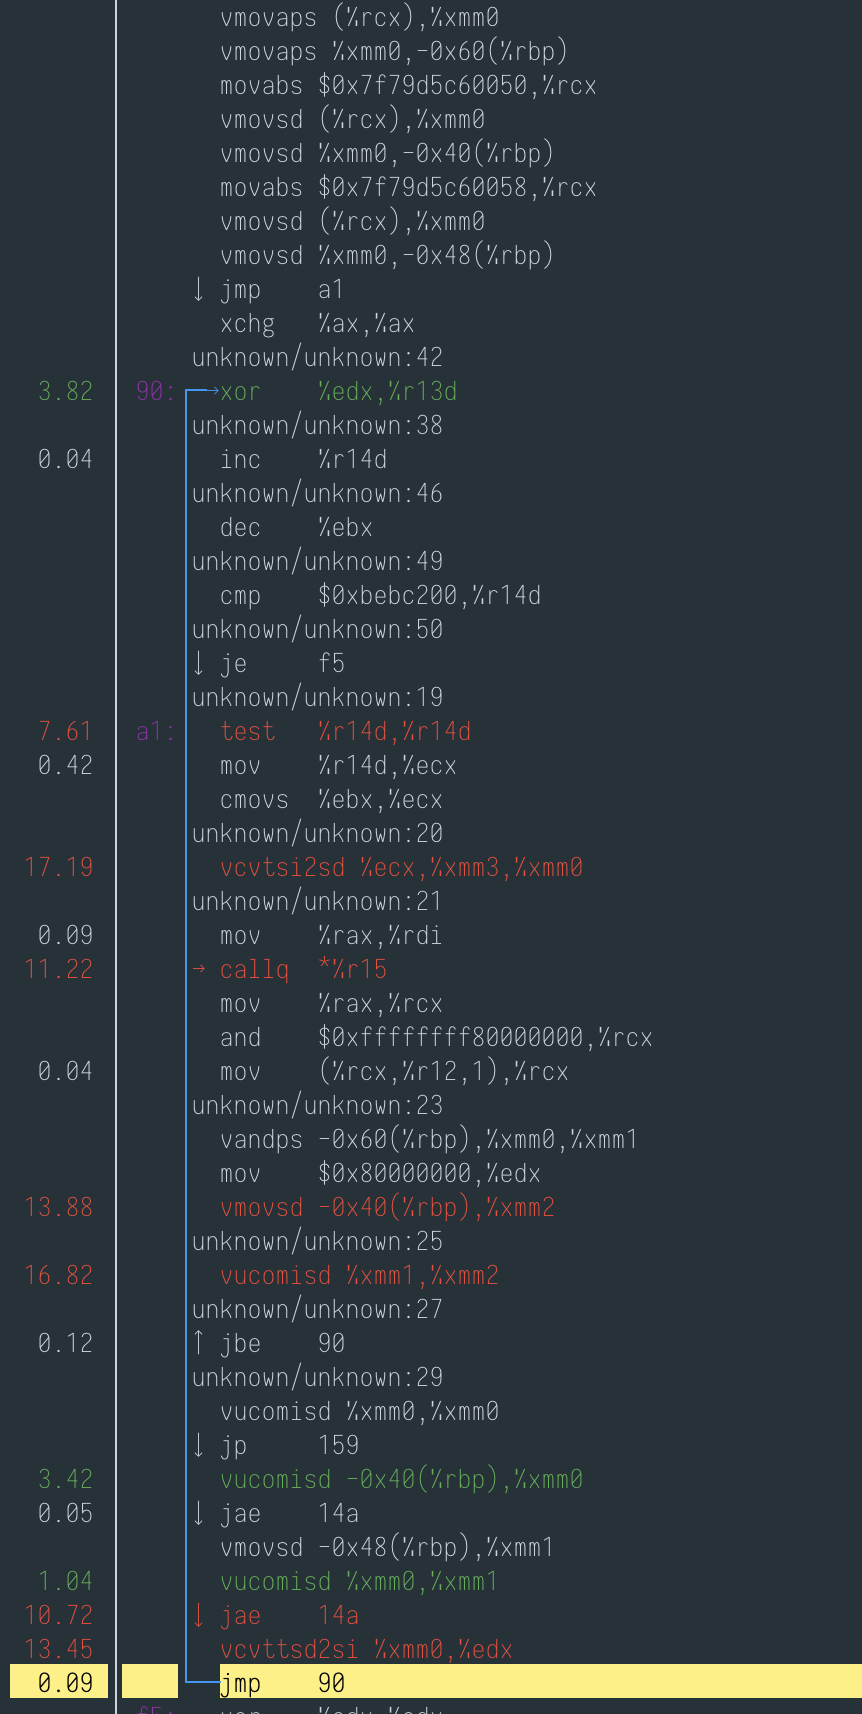 vmovaps (%rcx),%xmm0
vmovaps %xmm0,-0x60(%rbp)
movabs $0x7f79d5c60050,%rcx
vmovsd (%rcx),%xmm0
vmovsd %xmm0,-0x40(%rbp)
movabs $0x7f79d5c60058,%rcx
vmovsd (%rcx),%xmm0
vmovsd %xmm0,-0x48(%rbp)
↓ jmp a1
xchg %ax,%ax
unknown/unknown:42
3.82 90: →xor %edx,%r13d
unknown/unknown:38
0.04 inc %r14d
unknown/unknown:46
dec %ebx
unknown/unknown:49
cmp $0xbebc200,%r14d
unknown/unknown:50
↓ je f5
unknown/unknown:19
7.61 a1: test %r14d,%r14d
0.42 mov %r14d,%ecx
cmovs %ebx,%ecx
unknown/unknown:20
17.19 vcvtsi2sd %ecx,%xmm3,%xmm0
unknown/unknown:21
0.09 mov %rax,%rdi
11.22 → callq *%r15
mov %rax,%rcx
and $0xffffffff80000000,%rcx
0.04 mov (%rcx,%r12,1),%rcx
unknown/unknown:23
vandps -0x60(%rbp),%xmm0,%xmm1
mov $0x80000000,%edx
13.88 vmovsd -0x40(%rbp),%xmm2
unknown/unknown:25
16.82 vucomisd %xmm1,%xmm2
unknown/unknown:27
0.12 ↑ jbe 90
unknown/unknown:29
vucomisd %xmm0,%xmm0
↓ jp 159
3.42 vucomisd -0x40(%rbp),%xmm0
0.05 ↓ jae 14a
vmovsd -0x48(%rbp),%xmm1
1.04 vucomisd %xmm0,%xmm1
10.72 ↓ jae 14a
13.45 vcvttsd2si %xmm0,%edx
0.09 jmp 90